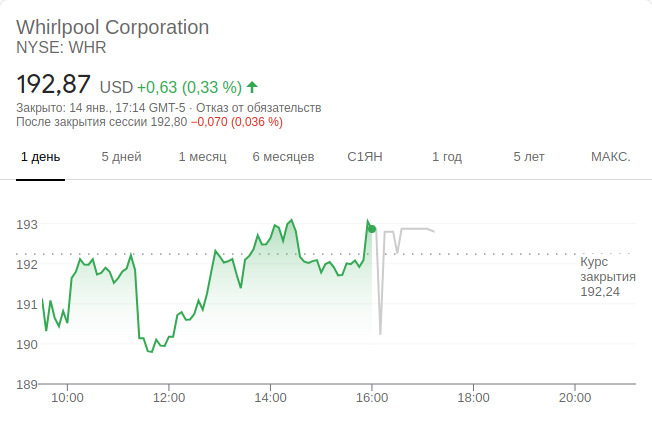 Whirlpool Corporation
NYSE: WHR
192,87 USD +0,63 (0,33 %)
Закрыто: 14 янв., 17:14 GMT-5 · Отказ от обязательств
После закрытия сессии 192,80 −0,070 (0,036 %)
1 день 5 дней 1 месяц 6 месяцев С1ЯН 1 год 5 лет МАКС.
193
192
191
190
189
Курс
закрытия
192,24
10:00 12:00 14:00 16:00 18:00 20:00